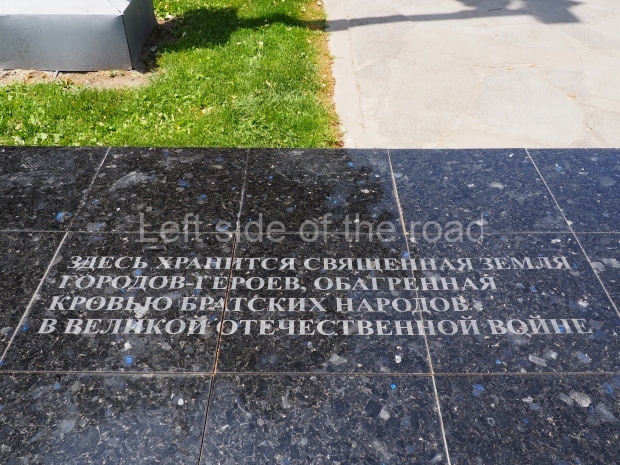 Left side of the road
ЗДЕСЬ ХРАНИТСЯ СВЯЩЕННАЯ ЗЕМЛЯ
ГОРОДОВ-ГЕРОЕВ, ОБАГРЕННАЯ
КРОВЬЮ БРАТСКИХ НАРОДОВ
В ВЕЛИКОЙ ОТЕЧЕСТВЕННОЙ ВОЙНЕ